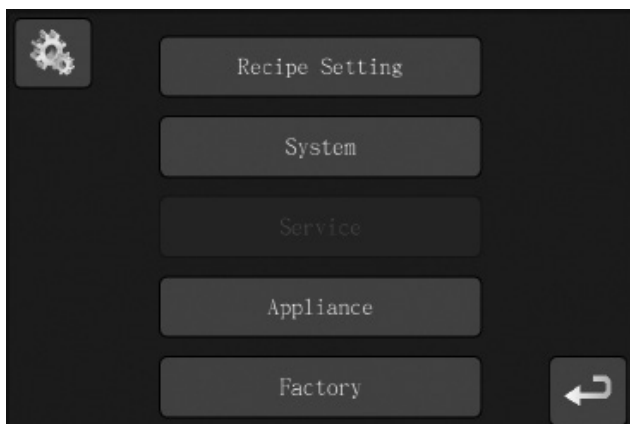 Recipe Setting
System
Service
Appliance
Factory